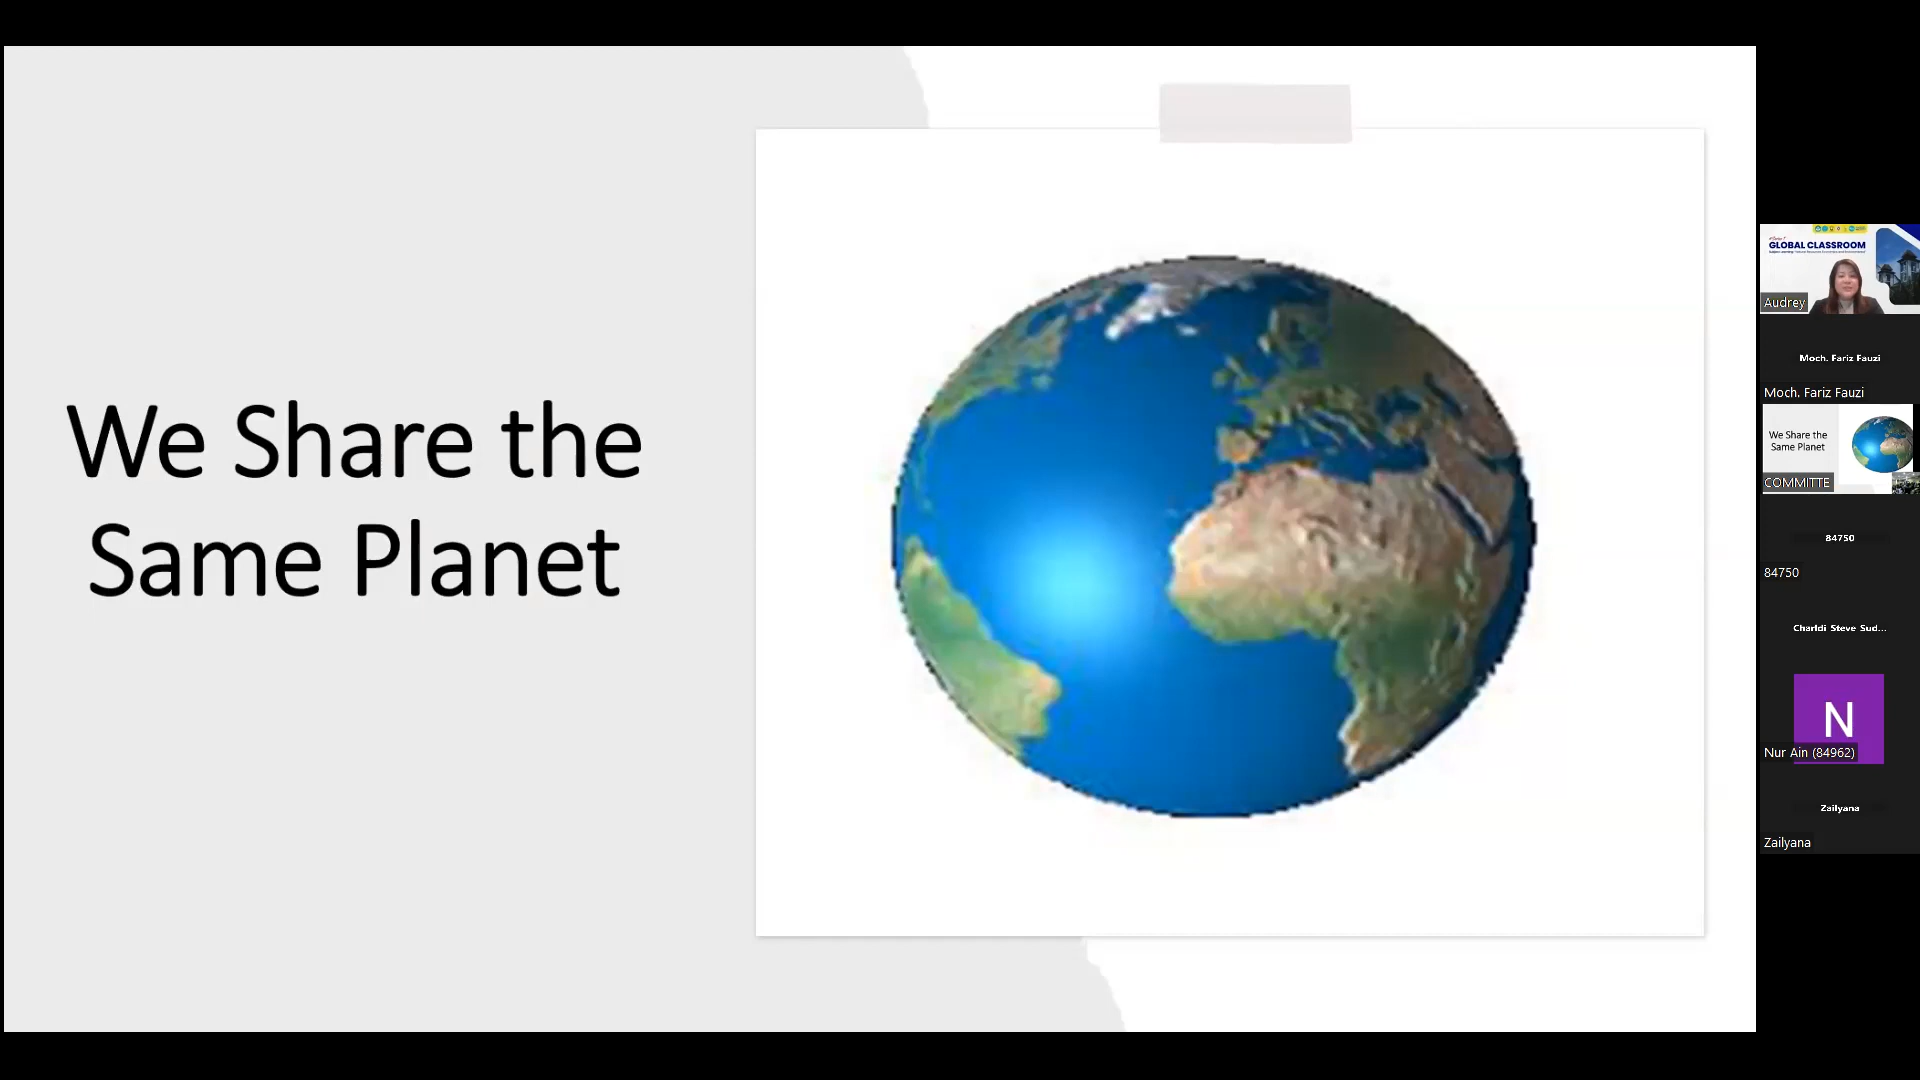 We Share the
Same Planet
GLOBAL CLASSROOM
Audrey
Moch. Fariz Fauzi
Moch. Fariz Fauzi
We Share the
Same Planet
COMMITTE
84750
84750
Charldi Steve Sud...
N
Nur Ain (84962)
Zailyana
Zailyana